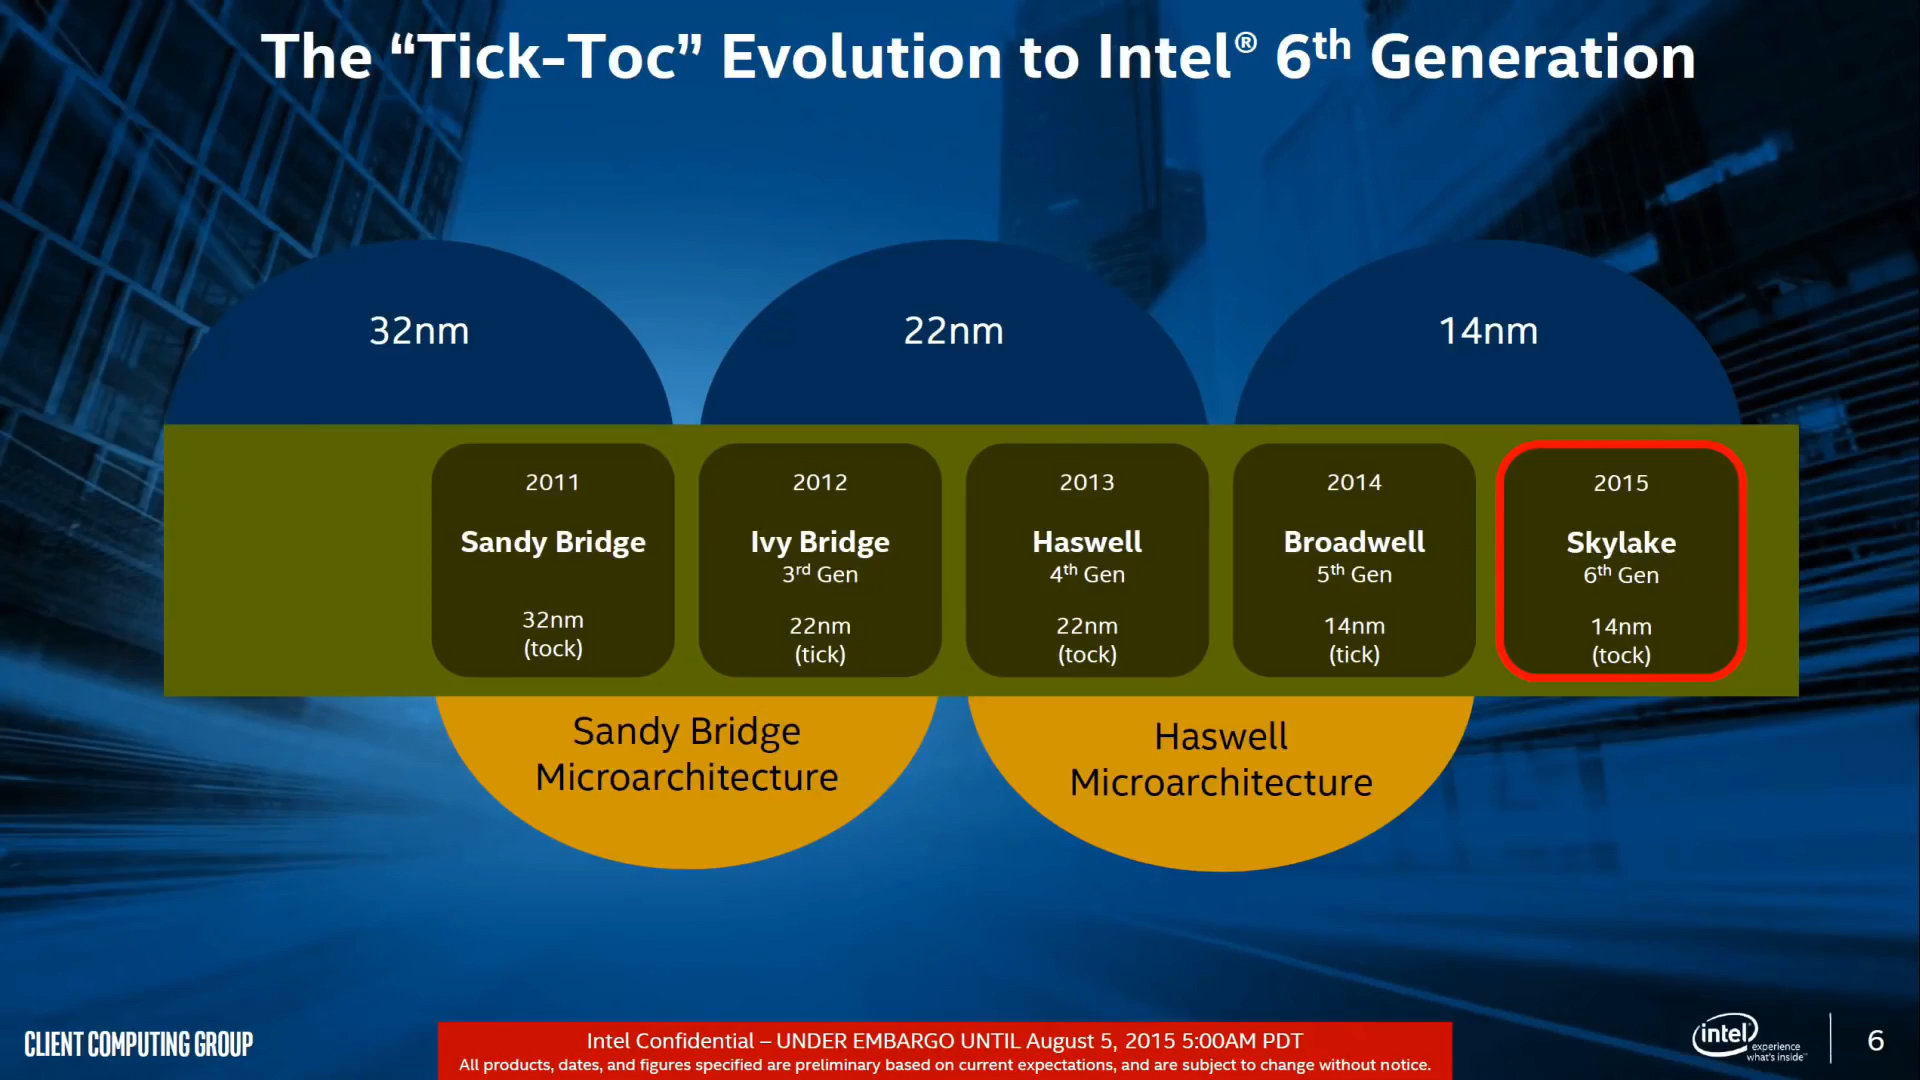 The “Tick-Toc” Evolution to Intel® 6th Generation
32nm
22nm
14nm
2011
Sandy Bridge
32nm
(tock)
2012
Ivy Bridge
3rd Gen
22nm
(tick)
2013
Haswell
4th Gen
22nm
(tock)
2014
Broadwell
5th Gen
14nm
(tick)
2015
Skylake
6th Gen
14nm
(tock)
Sandy Bridge
Microarchitecture
Haswell
Microarchitecture
CLIENT COMPUTING GROUP
Intel Confidential – UNDER EMBARGO UNTIL August 5, 2015 5:00AM PDT
All products, dates, and figures specified are preliminary based on current expectations, and are subject to change without notice.
intel
experience
what's inside™
6